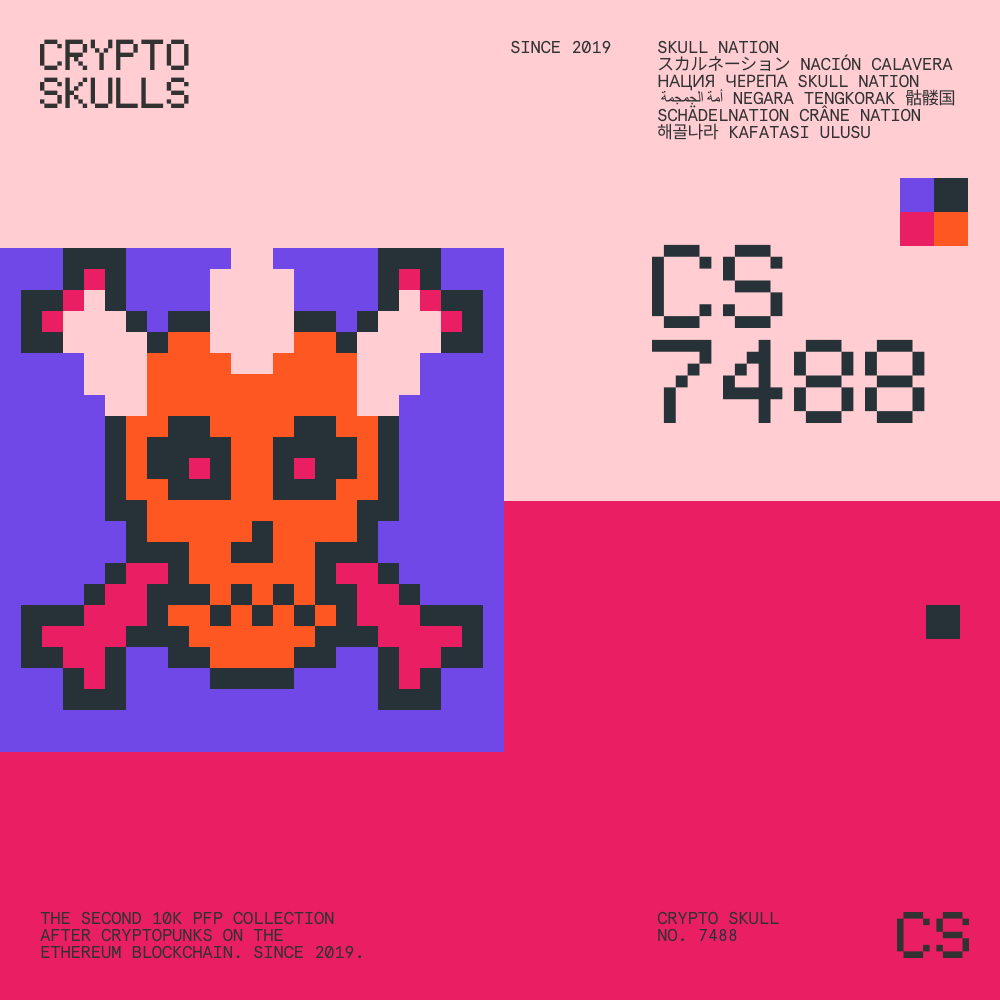 CRYPTO
SKULLS
SINCE 2019
SKULL NATION
スカルネーション NACIÓN CALAVERA
НАЦИЯ ЧЕРЕПА SKULL NATION
أمة الجمجمة NEGARA TENGKORAK 骷髅国
SCHÄDELNATION CRÂNE NATION
해골나라 KAFATASI ULUSU
CS
7488
THE SECOND 10K PFP COLLECTION
AFTER CRYPTOPUNKS ON THE
ETHEREUM BLOCKCHAIN. SINCE 2019.
CRYPTO SKULL
NO. 7488
CS